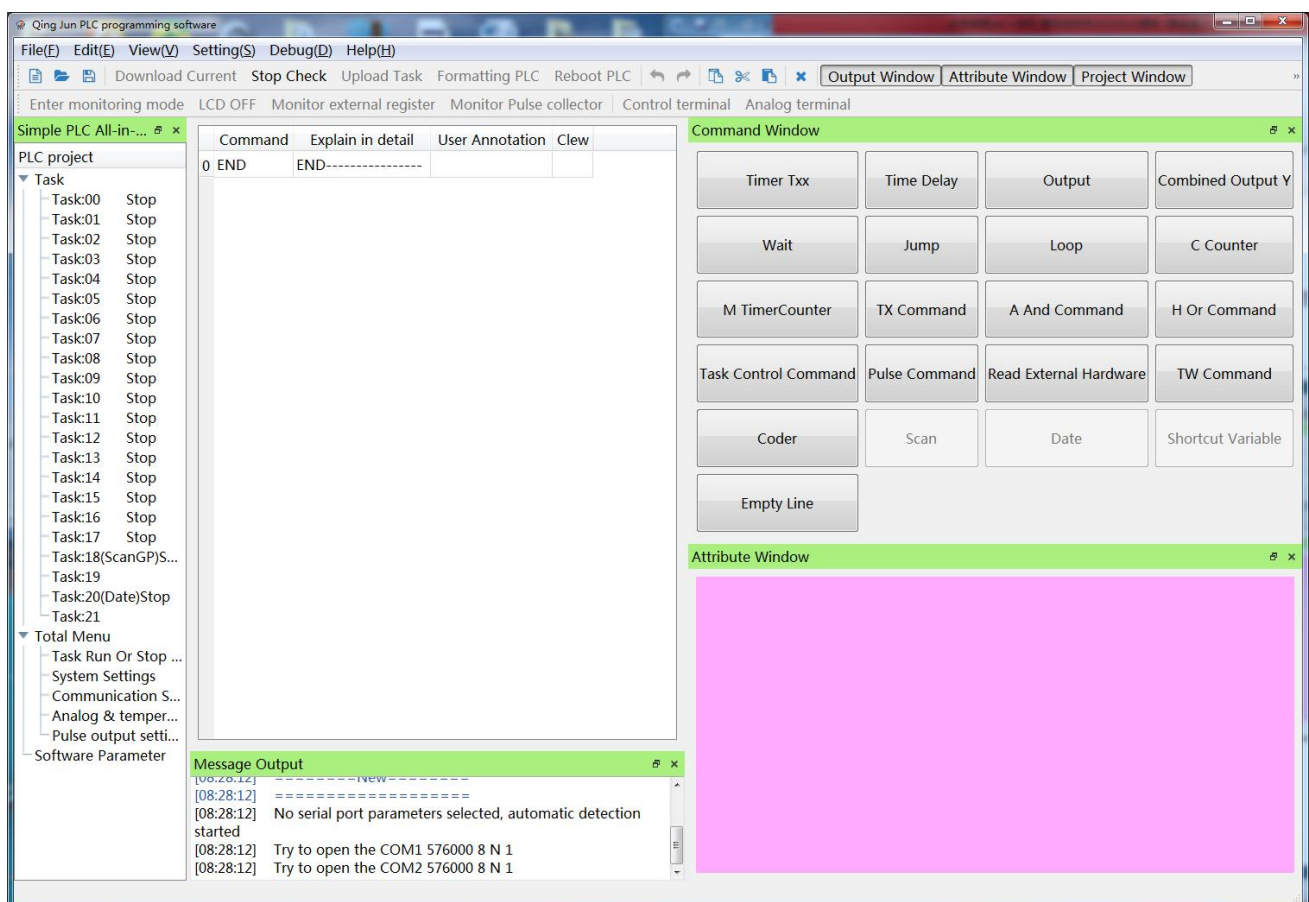 Qing Jun PLC programming software
File(F) Edit(E) View(V) Setting(S) Debug(D) Help(H)
Download Current Stop Check Upload Task Formatting PLC Reboot PLC Output Window Attribute Window Project Window »
Enter monitoring mode LCD OFF Monitor external register Monitor Pulse collector Control terminal Analog terminal
Simple PLC All-in-...
PLC project
Task
Task:00 Stop
Task:01 Stop
Task:02 Stop
Task:03 Stop
Task:04 Stop
Task:05 Stop
Task:06 Stop
Task:07 Stop
Task:08 Stop
Task:09 Stop
Task:10 Stop
Task:11 Stop
Task:12 Stop
Task:13 Stop
Task:14 Stop
Task:15 Stop
Task:16 Stop
Task:17 Stop
Task:18(ScanGP)S...
Task:19
Task:20(Date)Stop
Task:21
Total Menu
Task Run Or Stop ...
System Settings
Communication S...
Analog & temper...
Pulse output setti...
Software Parameter
Command Explain in detail User Annotation Clew
0 END END----------------
Message Output
[08:28:12] ========New========
[08:28:12] ===================
[08:28:12] No serial port parameters selected, automatic detection
started
[08:28:12] Try to open the COM1 576000 8 N 1
[08:28:12] Try to open the COM2 576000 8 N 1
Command Window
Timer Txx Time Delay Output Combined Output Y
Wait Jump Loop C Counter
M TimerCounter TX Command A And Command H Or Command
Task Control Command Pulse Command Read External Hardware TW Command
Coder Scan Date Shortcut Variable
Empty Line
Attribute Window